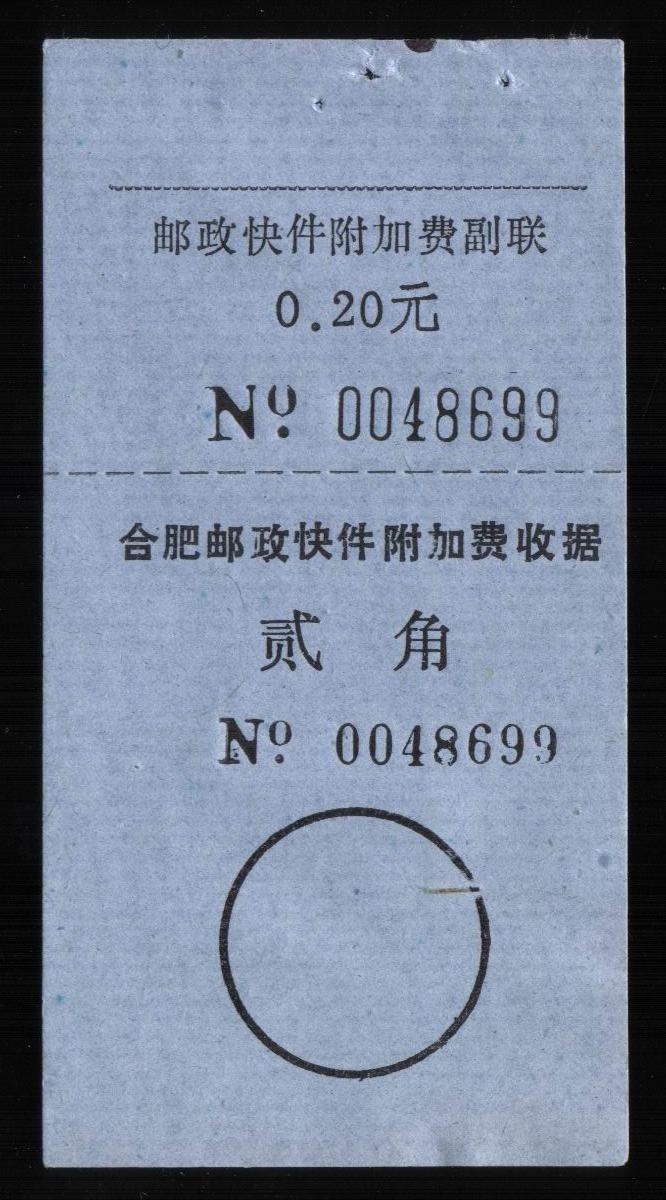 邮政快件附加费副联
0.20元
No. 0048699
合肥邮政快件附加费收据
贰 角
No. 0048699